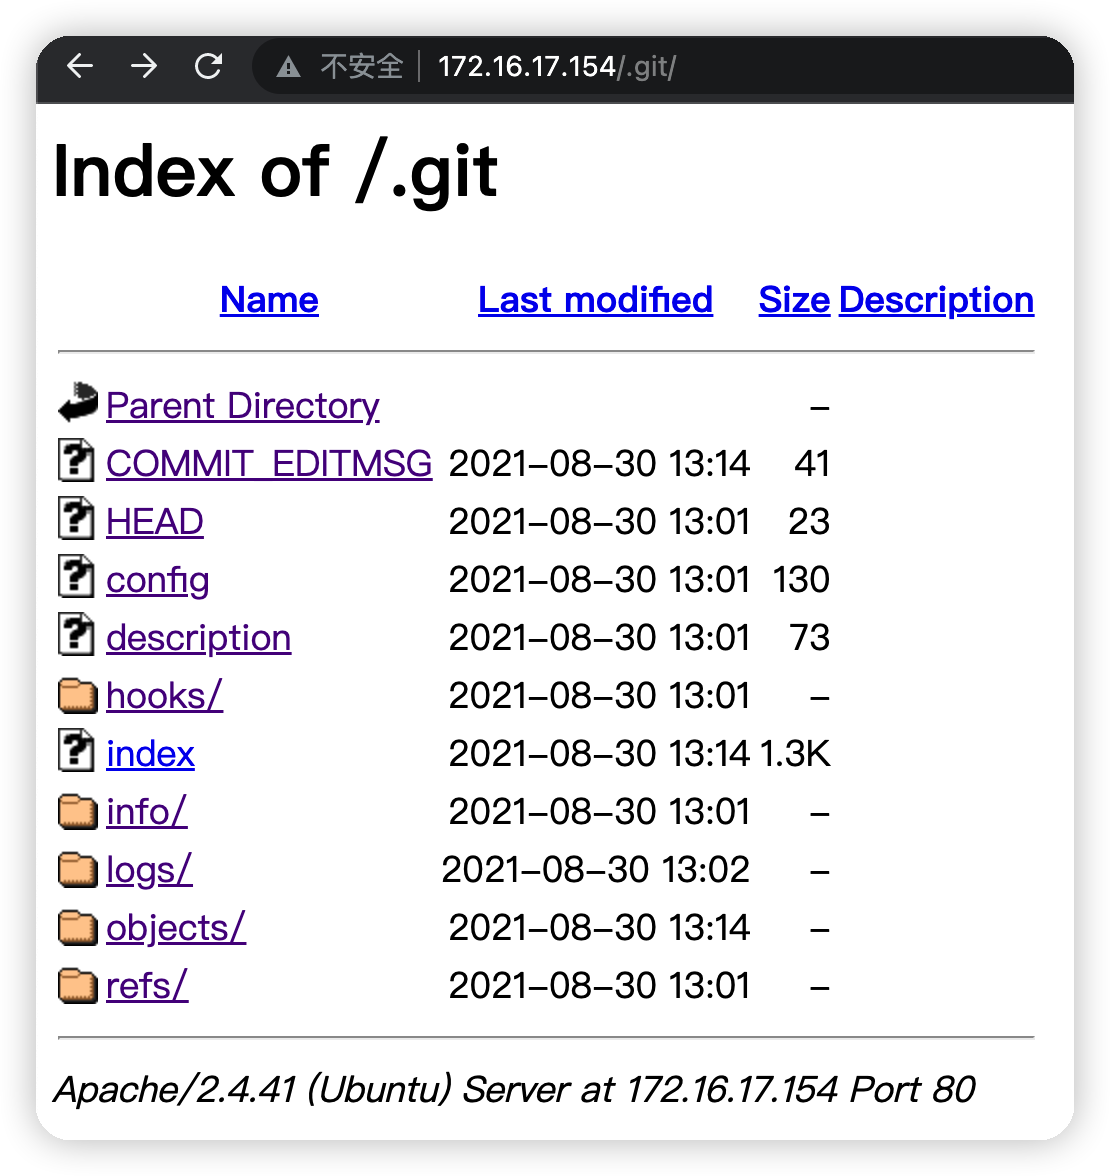 不安全 | 172.16.17.154/.git/
Index of /.git
Name Last modified Size Description
Parent Directory –
COMMIT_EDITMSG 2021–08–30 13:14 41
HEAD 2021–08–30 13:01 23
config 2021–08–30 13:01 130
description 2021–08–30 13:01 73
hooks/ 2021–08–30 13:01 –
index 2021–08–30 13:14 1.3K
info/ 2021–08–30 13:01 –
logs/ 2021–08–30 13:02 –
objects/ 2021–08–30 13:14 –
refs/ 2021–08–30 13:01 –
Apache/2.4.41 (Ubuntu) Server at 172.16.17.154 Port 80